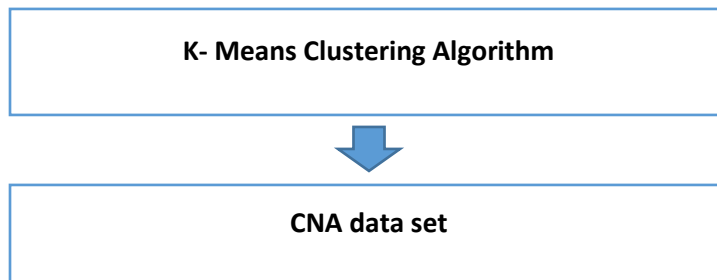 K- Means Clustering Algorithm
CNA data set